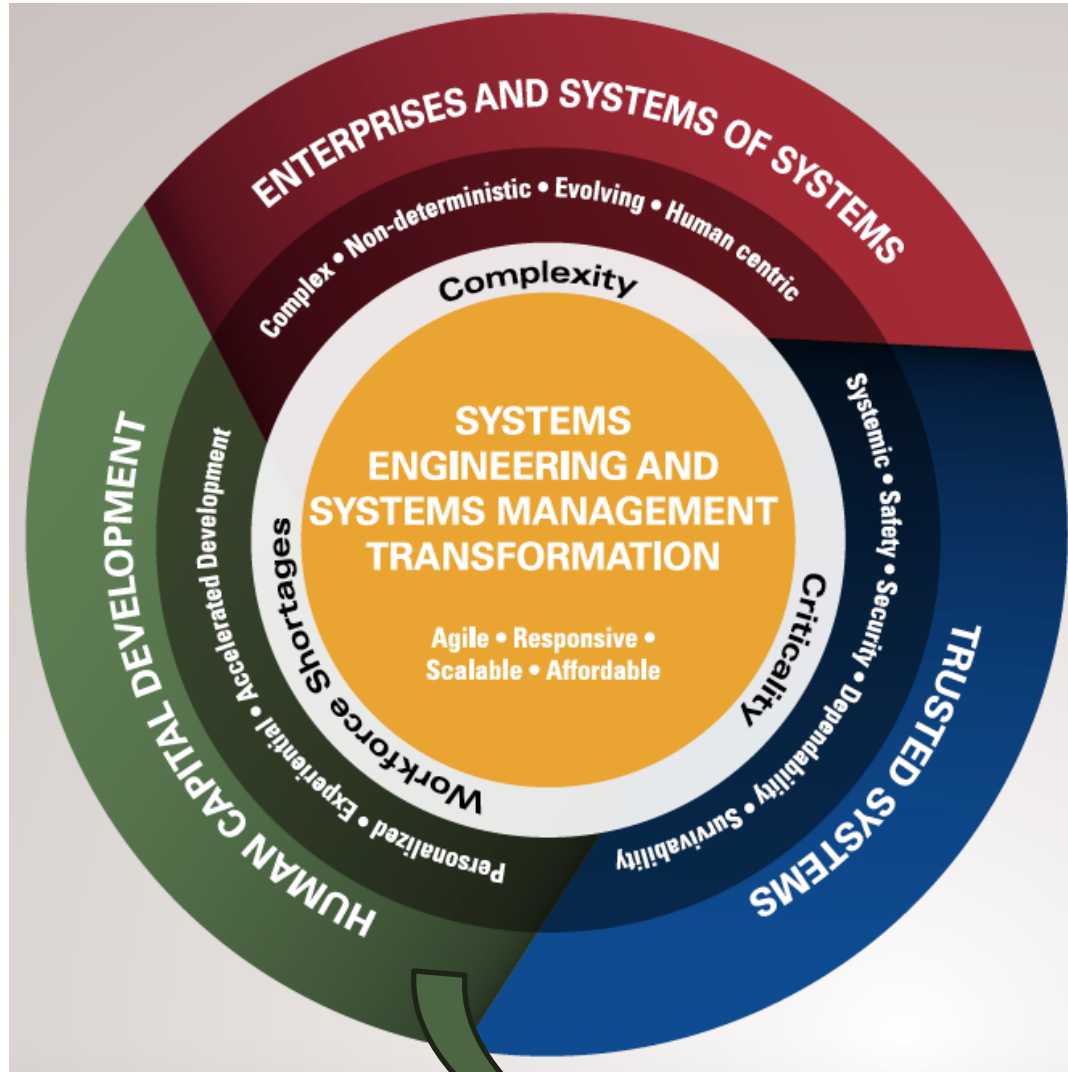 ENTERPRISES AND SYSTEMS OF SYSTEMS
Complex • Non-deterministic • Evolving • Human centric
Complexity
SYSTEMS
ENGINEERING AND
SYSTEMS MANAGEMENT
TRANSFORMATION
Agile • Responsive •
Scalable • Affordable
Criticality
Systemic • Safety • Security • Dependability • Survivability
TRUSTED SYSTEMS
Workforce Shortages
Personalized • Experiential • Accelerated Development
HUMAN CAPITAL DEVELOPMENT